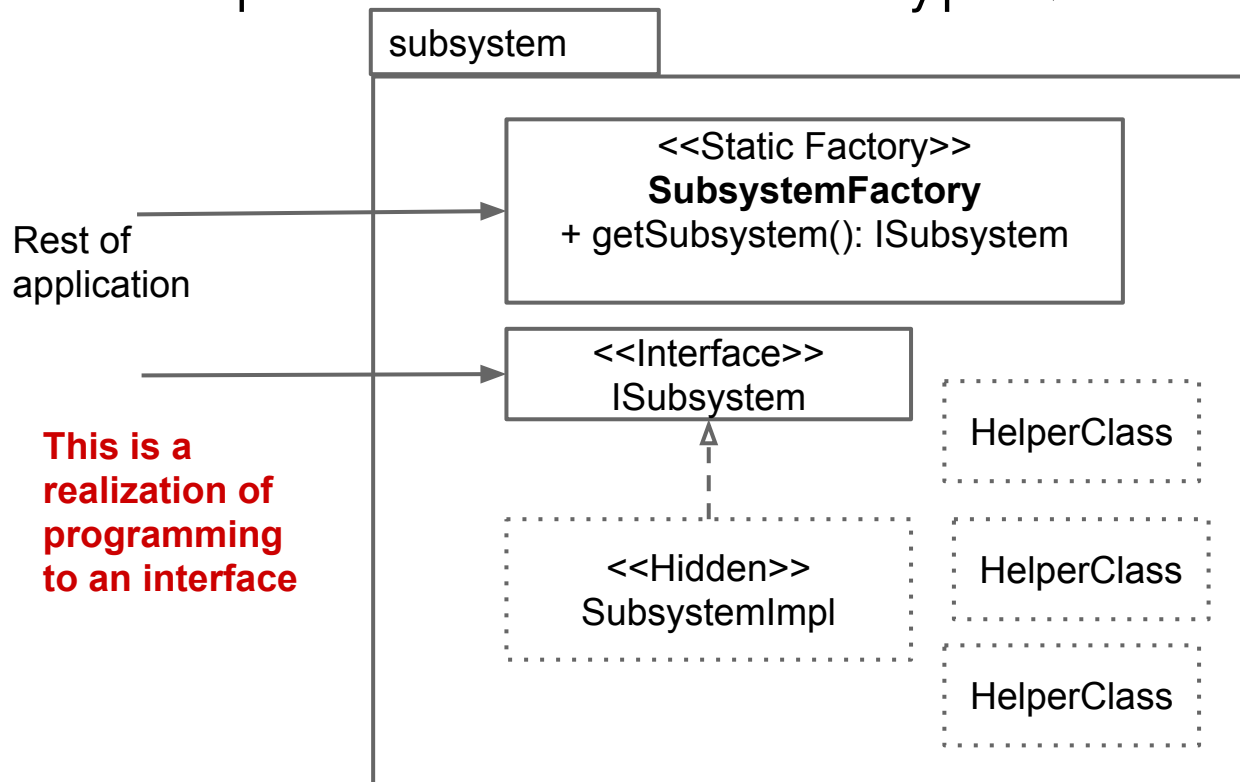 subsystem
<<Static Factory>>
SubsystemFactory
+ getSubsystem(): ISubsystem
Rest of
application
<<Interface>>
ISubsystem
This is a
realization of
programming
to an interface
<<Hidden>>
SubsystemImpl
HelperClass
HelperClass
HelperClass